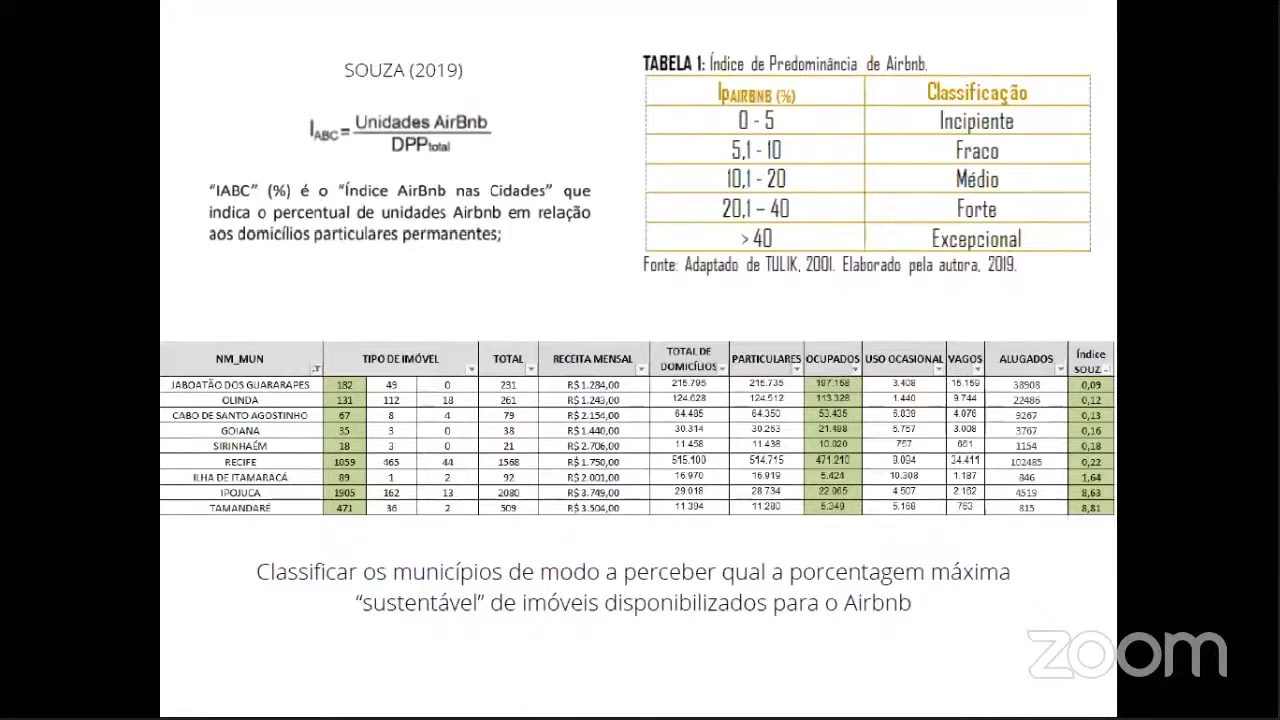 SOUZA (2019)
I ABC = Unidades AirBnb
DPP total
"IABC" (%) é o "Índice AirBnb nas Cidades" que
indica o percentual de unidades Airbnb em relação
aos domicílios particulares permanentes;
TABELA 1: Índice de Predominância de Airbnb.
IpAIRBNB (%) Classificação
0 - 5 Incipiente
5,1 - 10 Fraco
10,1 - 20 Médio
20,1 – 40 Forte
> 40 Excepcional
Fonte: Adaptado de TULIK, 2001. Elaborado pela autora, 2019.
NM_MUN TIPO DE IMÓVEL TOTAL RECEITA MENSAL TOTAL DE DOMICÍLIOS PARTICULARES OCUPADOS USO OCASIONAL VAGOS ALUGADOS Índice SOUZ
JABOATÃO DOS GUARARAPES 182 49 0 231 R$ 1.284,00 3.408 38908 0,09
OLINDA 131 112 18 261 R$ 1.243,00 124.628 124.512 113.328 1.440 9.744 22486 0,12
CABO DE SANTO AGOSTINHO 67 8 4 79 R$ 2.154,00 64.485 64.350 53.435 4.076 9267 0,13
GOIANA 35 3 0 38 R$ 1.440,00 30.314 21.488 5.757 3.008 3767 0,16
SIRINHAÉM 18 3 0 21 R$ 2.706,00 11.458 11.438 10.020 757 661 1154 0,18
RECIFE 1059 465 44 1568 R$ 1.750,00 515.100 514.715 471.210 9.094 34.411 102485 0,22
ILHA DE ITAMARACÁ 89 1 2 92 R$ 2.001,00 16.970 16.919 5.424 10.308 1.187 846 1,64
IPOJUCA 1905 162 13 2080 R$ 3.749,00 29.018 28.734 22.065 4.507 2.162 4519 8,63
TAMANDARÉ 471 36 2 509 R$ 3.504,00 11.394 11.280 5.349 5.168 763 815 8,81
Classificar os municípios de modo a perceber qual a porcentagem máxima
"sustentável" de imóveis disponibilizados para o Airbnb
zoom